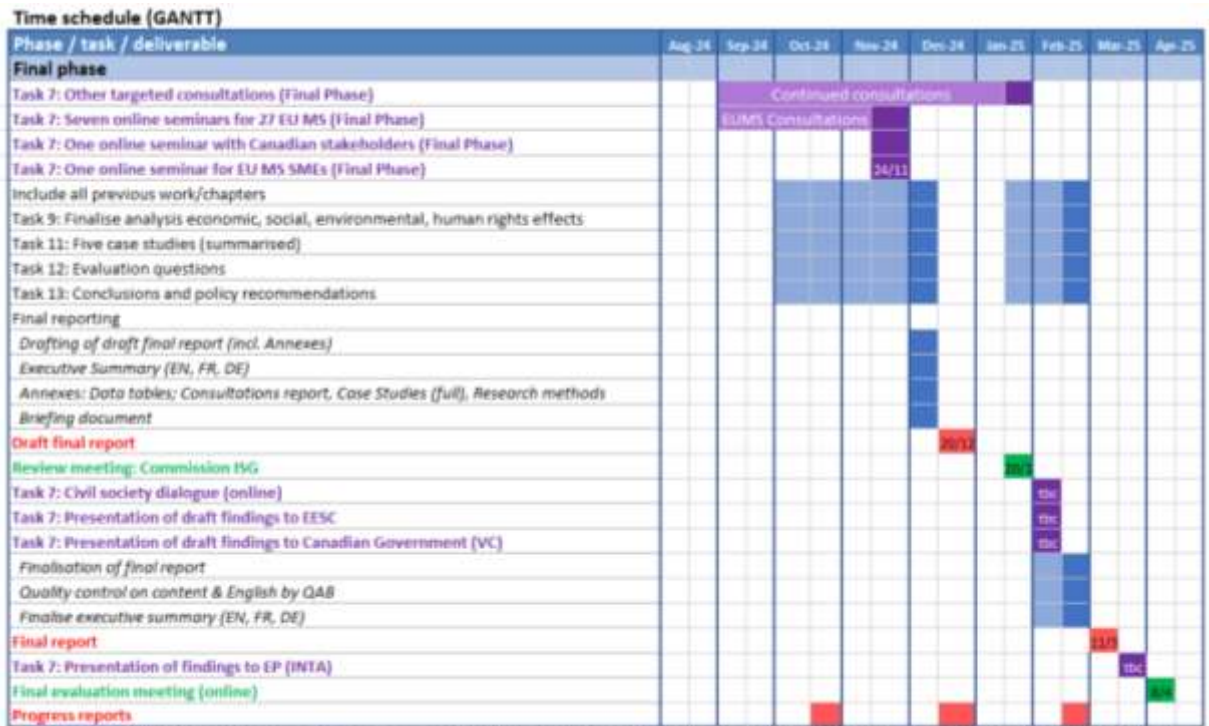 Time schedule (GANTT)
Phase / task / deliverable Aug-24 Sep-24 Oct-24 Nov-24 Dec-24 Jan-25 Feb-25 Mar-25 Apr-25
Final phase
Task 7: Other targeted consultations (Final Phase) Continued consultations
Task 7: Seven online seminars for 27 EU MS (Final Phase) EUMS Consultations
Task 7: One online seminar with Canadian stakeholders (Final Phase)
Task 7: One online seminar for EU MS SMEs (Final Phase) 24/11
Include all previous work/chapters
Task 9: Finalise analysis economic, social, environmental, human rights effects
Task 11: Five case studies (summarised)
Task 12: Evaluation questions
Task 13: Conclusions and policy recommendations
Final reporting
Drafting of draft final report (incl. Annexes)
Executive Summary (EN, FR, DE)
Annexes: Data tables; Consultations report, Case Studies (full), Research methods
Briefing document
Draft final report 20/12
Review meeting: Commission ISG
Task 7: Civil society dialogue (online) tbc
Task 7: Presentation of draft findings to EESC tbc
Task 7: Presentation of draft findings to Canadian Government (VC) tbc
Finalisation of final report
Quality control on content & English by QAB
Finalise executive summary (EN, FR, DE)
Final report
Task 7: Presentation of findings to EP (INTA) tbc
Final evaluation meeting (online)
Progress reports